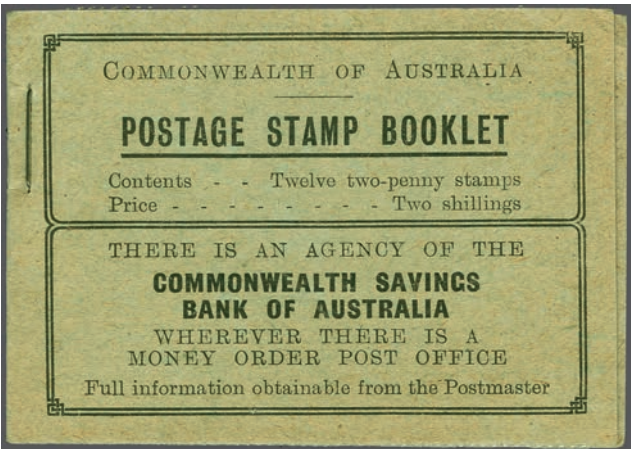 COMMONWEALTH OF AUSTRALIA
POSTAGE STAMP BOOKLET
Contents - - Twelve two-penny stamps
Price - - - - - - - - Two shillings
THERE IS AN AGENCY OF THE
COMMONWEALTH SAVINGS
BANK OF AUSTRALIA
WHEREVER THERE IS A
MONEY ORDER POST OFFICE
Full information obtainable from the Postmaster